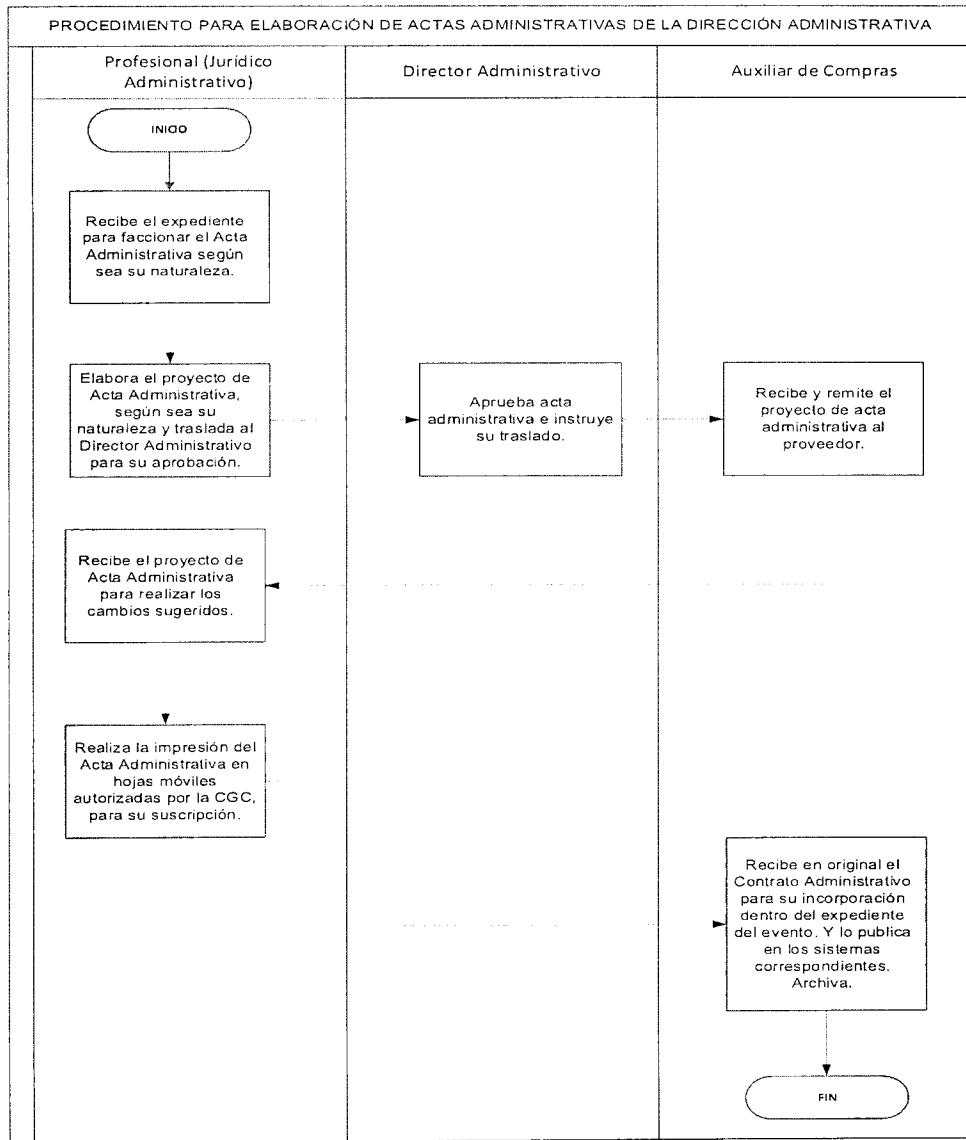 PROCEDIMIENTO PARA ELABORACIÓN DE ACTAS ADMINISTRATIVAS DE LA DIRECCIÓN ADMINISTRATIVA
Profesional (Jurídico
Administrativo)
Director Administrativo
Auxiliar de Compras
INICIO
Recibe el expediente
para faccionar el Acta
Administrativa según
sea su naturaleza.
Elabora el proyecto de
Acta Administrativa,
según sea su
naturaleza y traslada al
Director Administrativo
para su aprobación.
Aprueba acta
administrativa e instruye
su traslado.
Recibe y remite el
proyecto de acta
administrativa al
proveedor.
Recibe el proyecto de
Acta Administrativa
para realizar los
cambios sugeridos.
Realiza la impresión del
Acta Administrativa en
hojas móviles
autorizadas por la CGC,
para su suscripción.
Recibe en original el
Contrato Administrativo
para su incorporación
dentro del expediente
del evento. Y lo publica
en los sistemas
correspondientes.
Archiva.
FIN